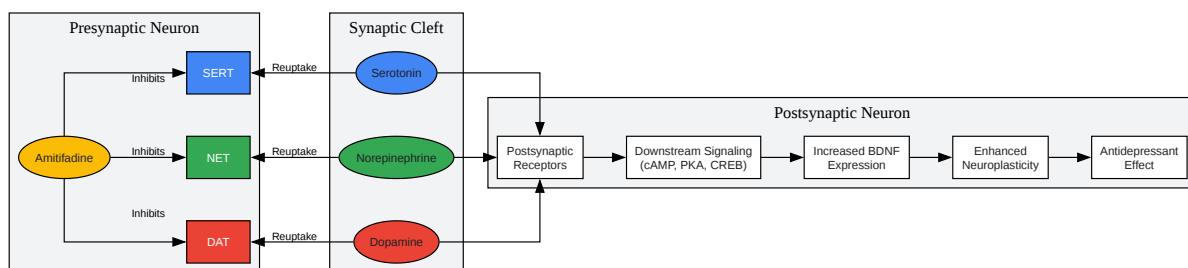 Presynaptic Neuron
Synaptic Cleft
Inhibits
SERT
Reuptake
Serotonin
Postsynaptic Neuron
Amitifadine
Inhibits
NET
Reuptake
Norepinephrine
Postsynaptic
Receptors
Downstream Signaling
(cAMP, PKA, CREB)
Increased BDNF
Expression
Enhanced
Neuroplasticity
Antidepressant
Effect
Inhibits
DAT
Reuptake
Dopamine